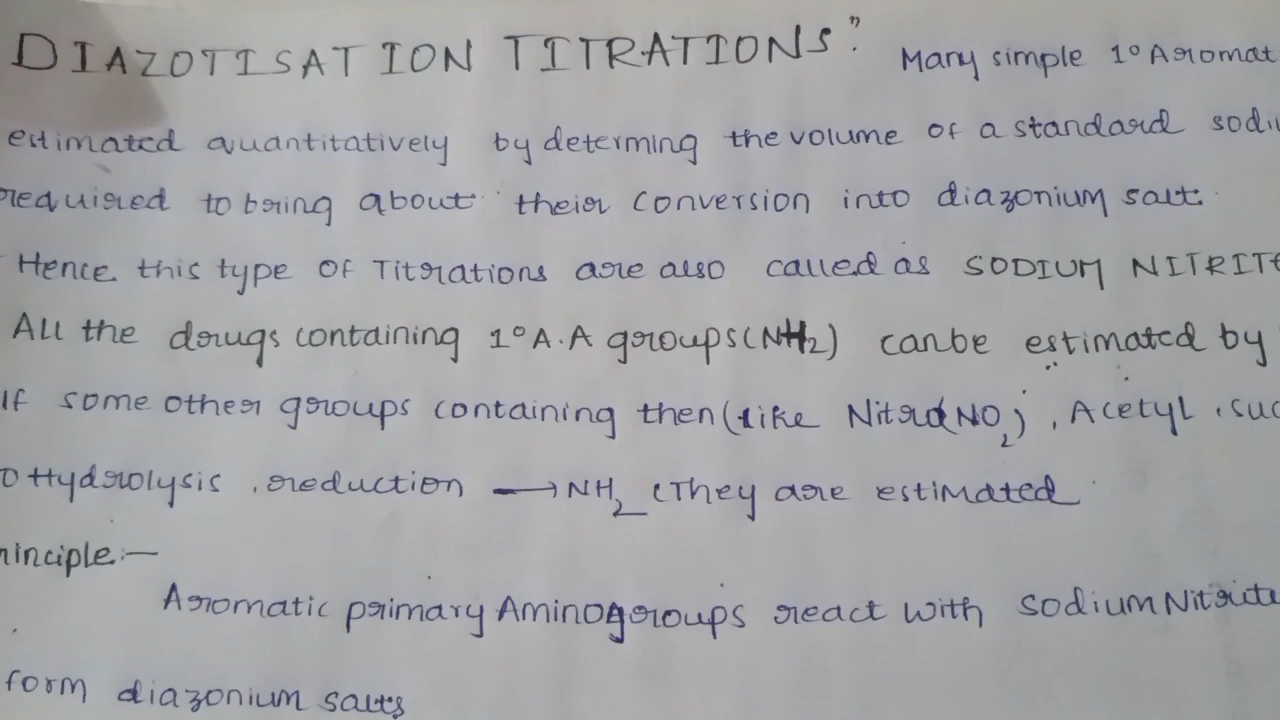 DIAZOTISATION TITRATIONS": Many simple 1° Aromat
estimated quantitatively by determing the volume of a standard sodiu
required to bring about their conversion into diazonium salt.
Hence this type of Titrations are also called as SODIUM NITRITE
All the drugs containing 1° A.A groups(NH2) canbe estimated by
If some other groups containing then (like Nitro(NO2), Acetyl, suc
Hydrolysis, reduction → NH2 (They are estimated
rinciple:-
Aromatic primary Aminogroups react with sodium Nitrite
form diazonium salts